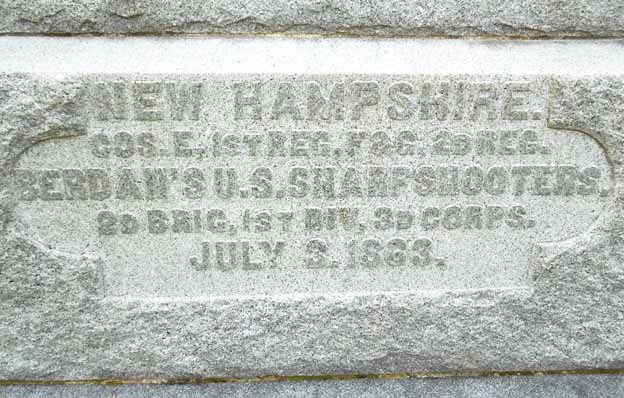 NEW HAMPSHIRE.
COS. E, 1ST REG. F&G. 2D REG.
BERDAN'S U.S. SHARPSHOOTERS.
2D BRIG, 1ST DIV. 3D CORPS.
JULY 2. 1863.